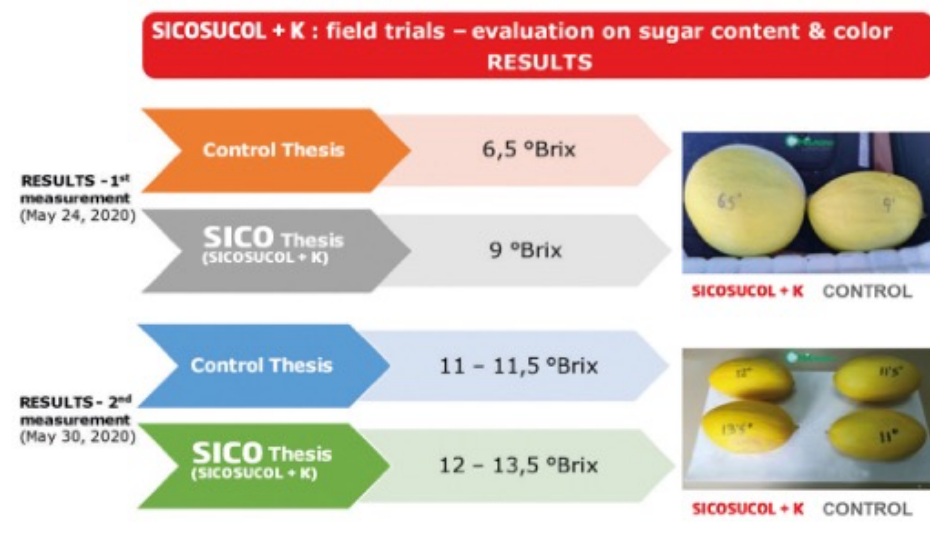 SICOSUCOL + K : field trials – evaluation on sugar content & color
RESULTS
RESULTS - 1st
measurement
(May 24, 2020)
Control Thesis
6,5 °Brix
SICO Thesis
(SICOSUCOL + K)
9 °Brix
65°
9°
SICOSUCOL + K CONTROL
RESULTS - 2nd
measurement
(May 30, 2020)
Control Thesis
11 – 11,5 °Brix
SICO Thesis
(SICOSUCOL + K)
12 – 13,5 °Brix
12°
11'5°
13'5°
11°
SICOSUCOL + K CONTROL